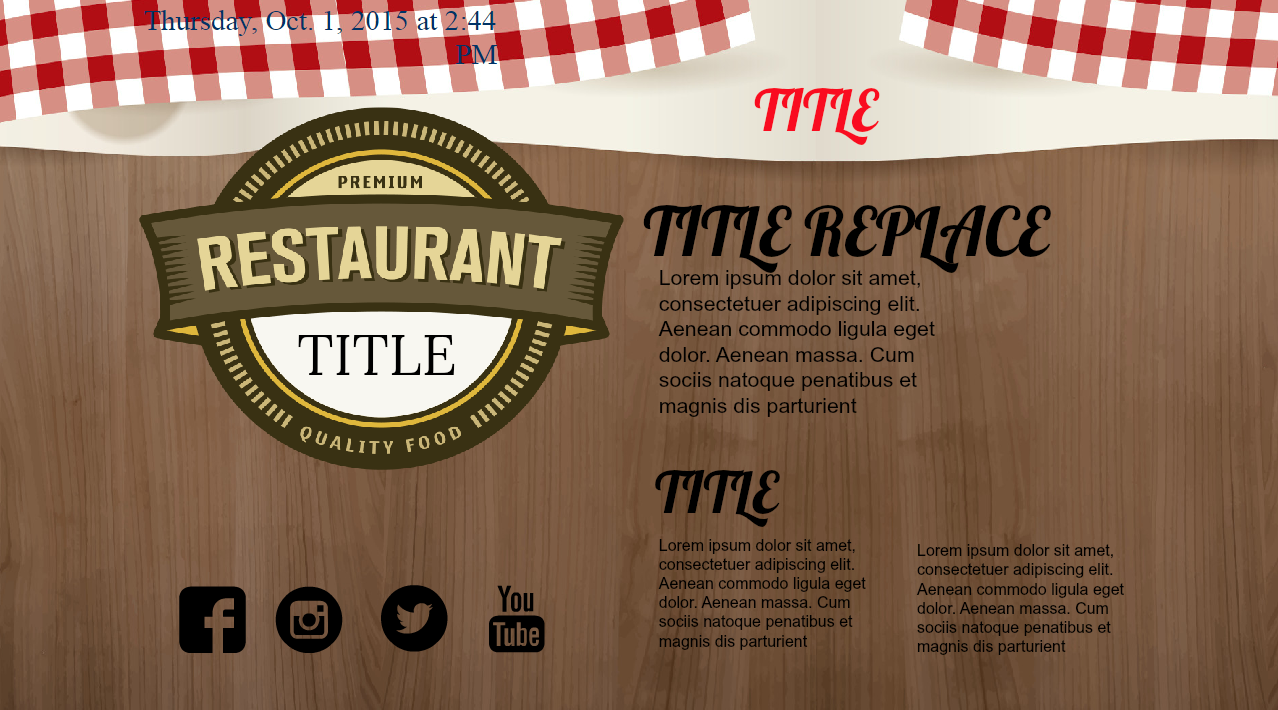 Thursday, Oct. 1, 2015 at 2:44
PM
TITLE
PREMIUM
RESTAURANT
TITLE
QUALITY FOOD
TITLE REPLACE
Lorem ipsum dolor sit amet,
consectetuer adipiscing elit.
Aenean commodo ligula eget
dolor. Aenean massa. Cum
sociis natoque penatibus et
magnis dis parturient
TITLE
Lorem ipsum dolor sit amet,
consectetuer adipiscing elit.
Aenean commodo ligula eget
dolor. Aenean massa. Cum
sociis natoque penatibus et
magnis dis parturient
Lorem ipsum dolor sit amet,
consectetuer adipiscing elit.
Aenean commodo ligula eget
dolor. Aenean massa. Cum
sociis natoque penatibus et
magnis dis parturient
You
Tube